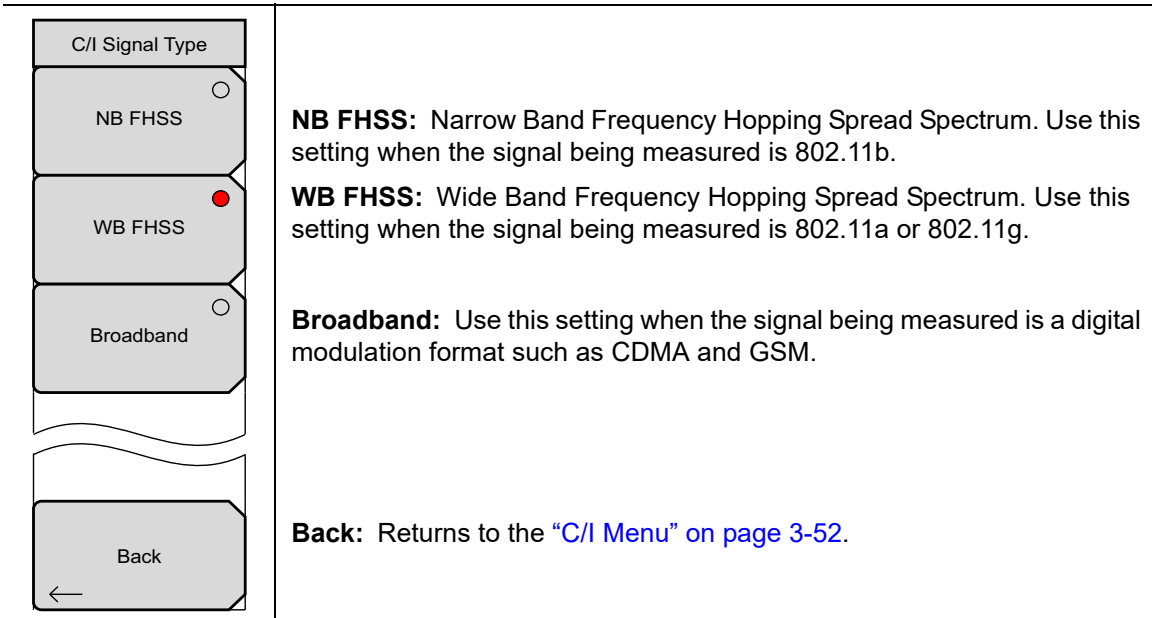 C/I Signal Type
NB FHSS
WB FHSS
Broadband
Back
NB FHSS: Narrow Band Frequency Hopping Spread Spectrum. Use this
setting when the signal being measured is 802.11b.
WB FHSS: Wide Band Frequency Hopping Spread Spectrum. Use this
setting when the signal being measured is 802.11a or 802.11g.
Broadband: Use this setting when the signal being measured is a digital
modulation format such as CDMA and GSM.
Back: Returns to the “C/I Menu” on page 3-52.